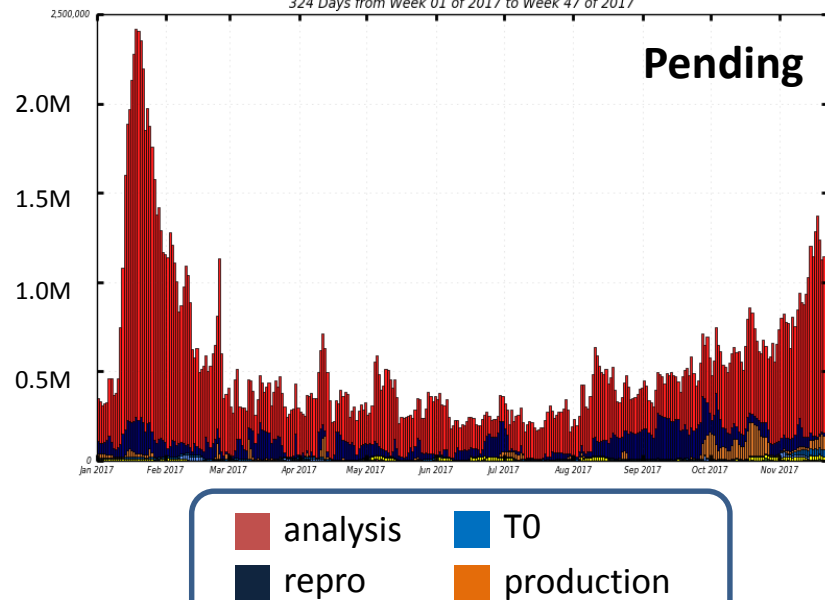 324 Days from Week 01 of 2017 to Week 47 of 2017
2,500,000
Pending
2.0M
1.5M
1.0M
0.5M
0
Jan 2017 Feb 2017 Mar 2017 Apr 2017 May 2017 Jun 2017 Jul 2017 Aug 2017 Sep 2017 Oct 2017 Nov 2017
analysis T0
repro production